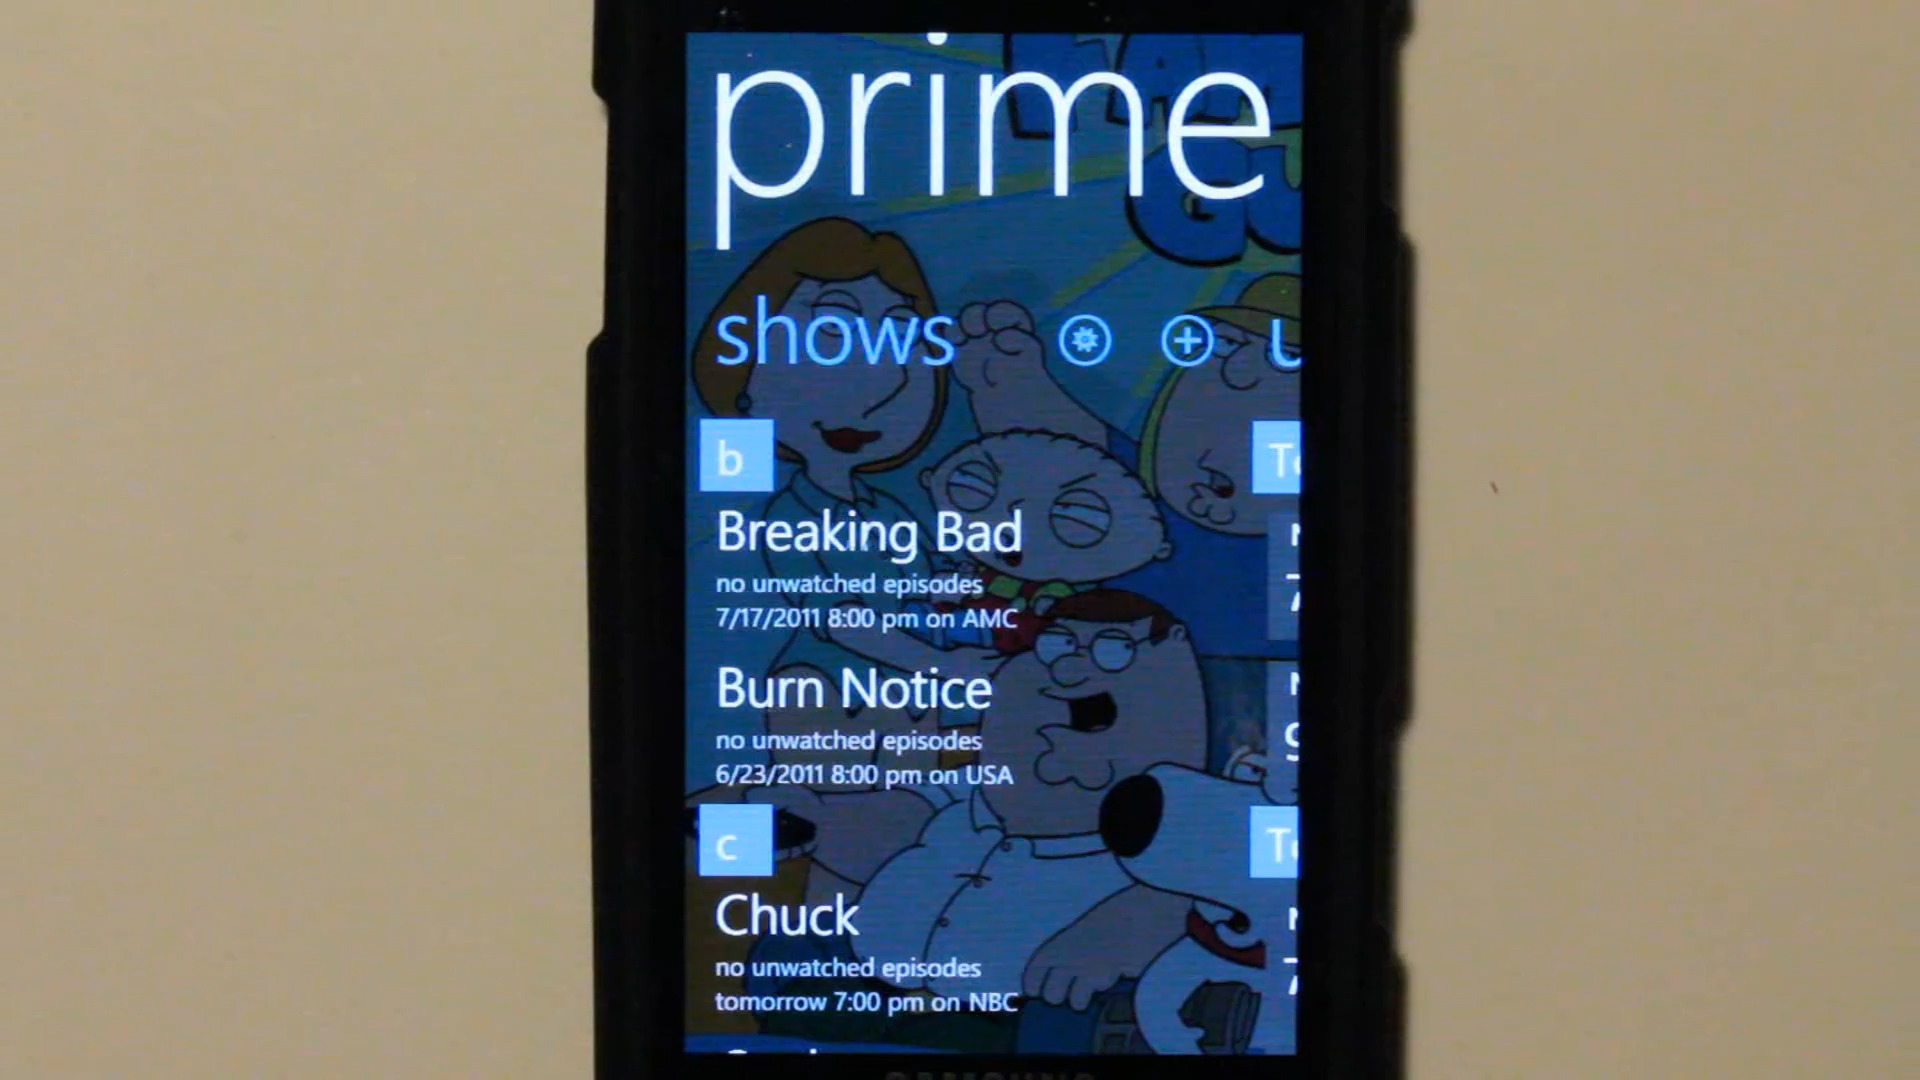 prime
shows
b
Breaking Bad
no unwatched episodes
7/17/2011 8:00 pm on AMC
Burn Notice
no unwatched episodes
6/23/2011 8:00 pm on USA
c
Chuck
no unwatched episodes
tomorrow 7:00 pm on NBC